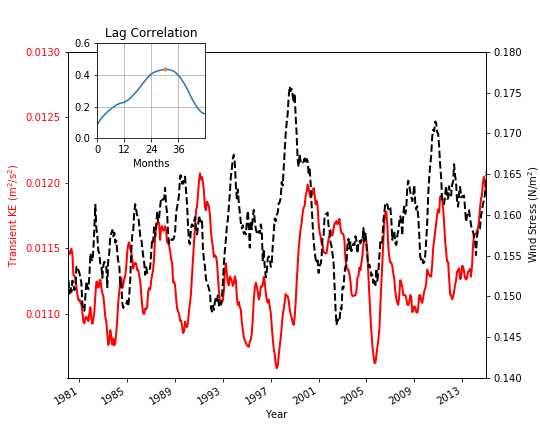 Lag Correlation
0.6
0.4
0.2
0.0
0 12 24 36
Months
0.0130
0.0125
0.0120
0.0115
0.0110
Transient KE (m²/s²)
0.180
0.175
0.170
0.165
0.160
0.155
0.150
0.145
0.140
Wind Stress (N/m²)
1981 1985 1989 1993 1997 2001 2005 2009 2013
Year